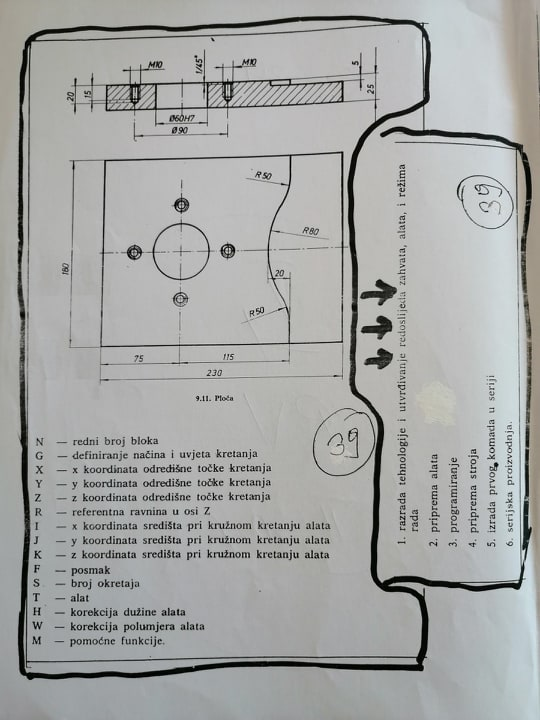 M10
1/45°
M10
5
20
15
25
Ø60H7
Ø90
R50
R80
180
20
R50
75
115
230
9.11. Ploča
39
N — redni broj bloka
G — definiranje načina i uvjeta kretanja
X — x koordinata odredišne točke kretanja
Y — y koordinata odredišne točke kretanja
Z — z koordinata odredišne točke kretanja
R — referentna ravnina u osi Z
I — x koordinata središta pri kružnom kretanju alata
J — y koordinata središta pri kružnom kretanju alata
K — z koordinata središta pri kružnom kretanju alata
F — posmak
S — broj okretaja
T — alat
H — korekcija dužine alata
W — korekcija polumjera alata
M — pomoćne funkcije.
39
1. razrada tehnologije i utvrđivanje redoslijeda zahvata, alata, i režima
rada
2. priprema alata
3. programiranje
4. priprema stroja
5. izrada prvog komada u seriji
6. serijska proizvodnja.